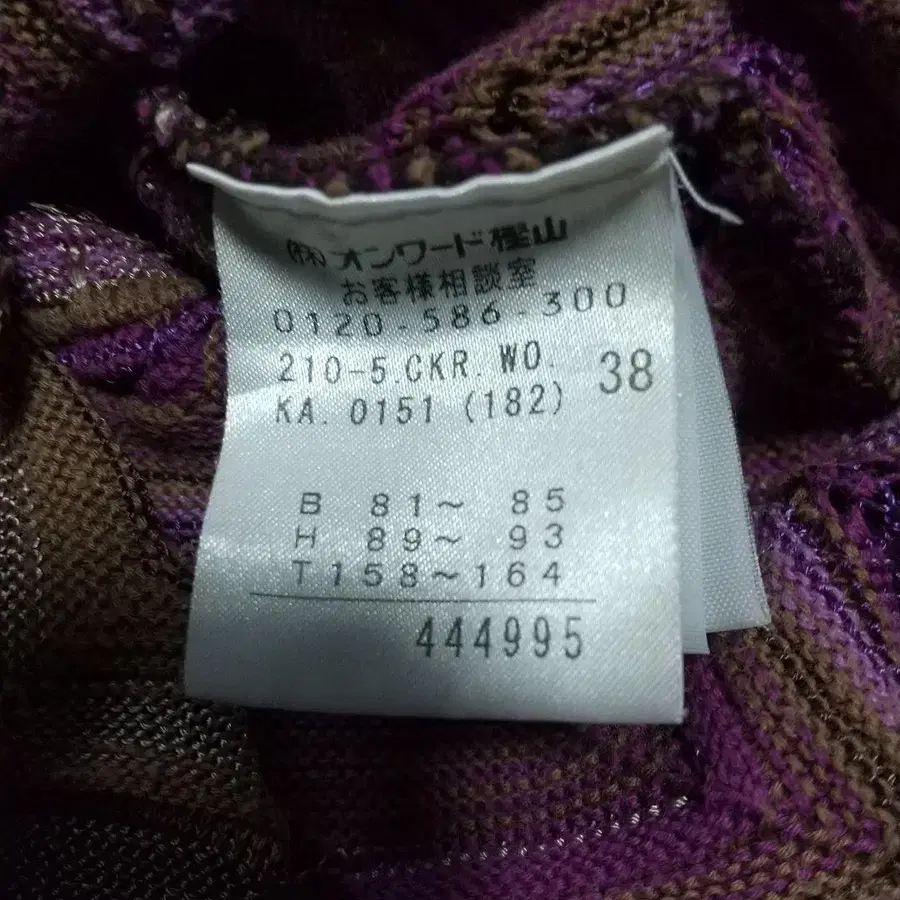 ㈱オンワード樫山
お客様相談室
0120-586-300
210-5.CKR.WO. 38
KA.0151 (182)
B 81~ 85
H 89~ 93
T158~164
444995